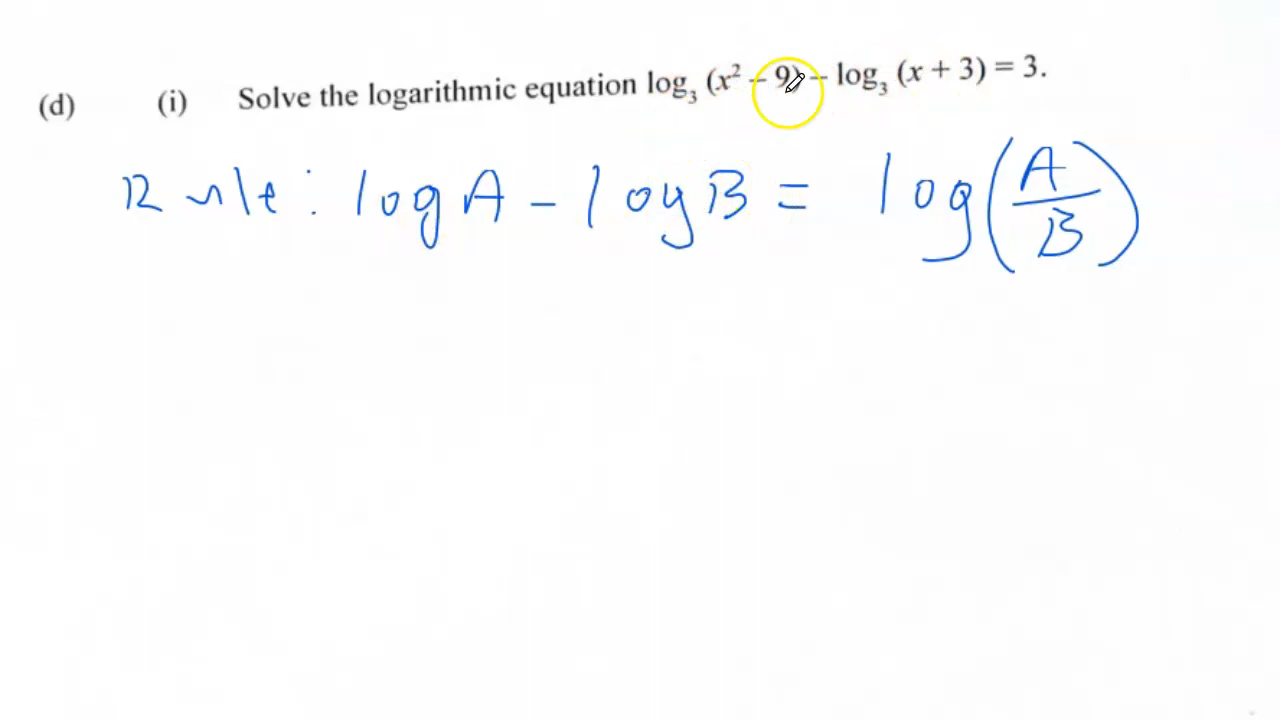 (d) (i) Solve the logarithmic equation log₃ (x² – 9) – log₃ (x + 3) = 3.
Rule: log A – log B = log(A/B)